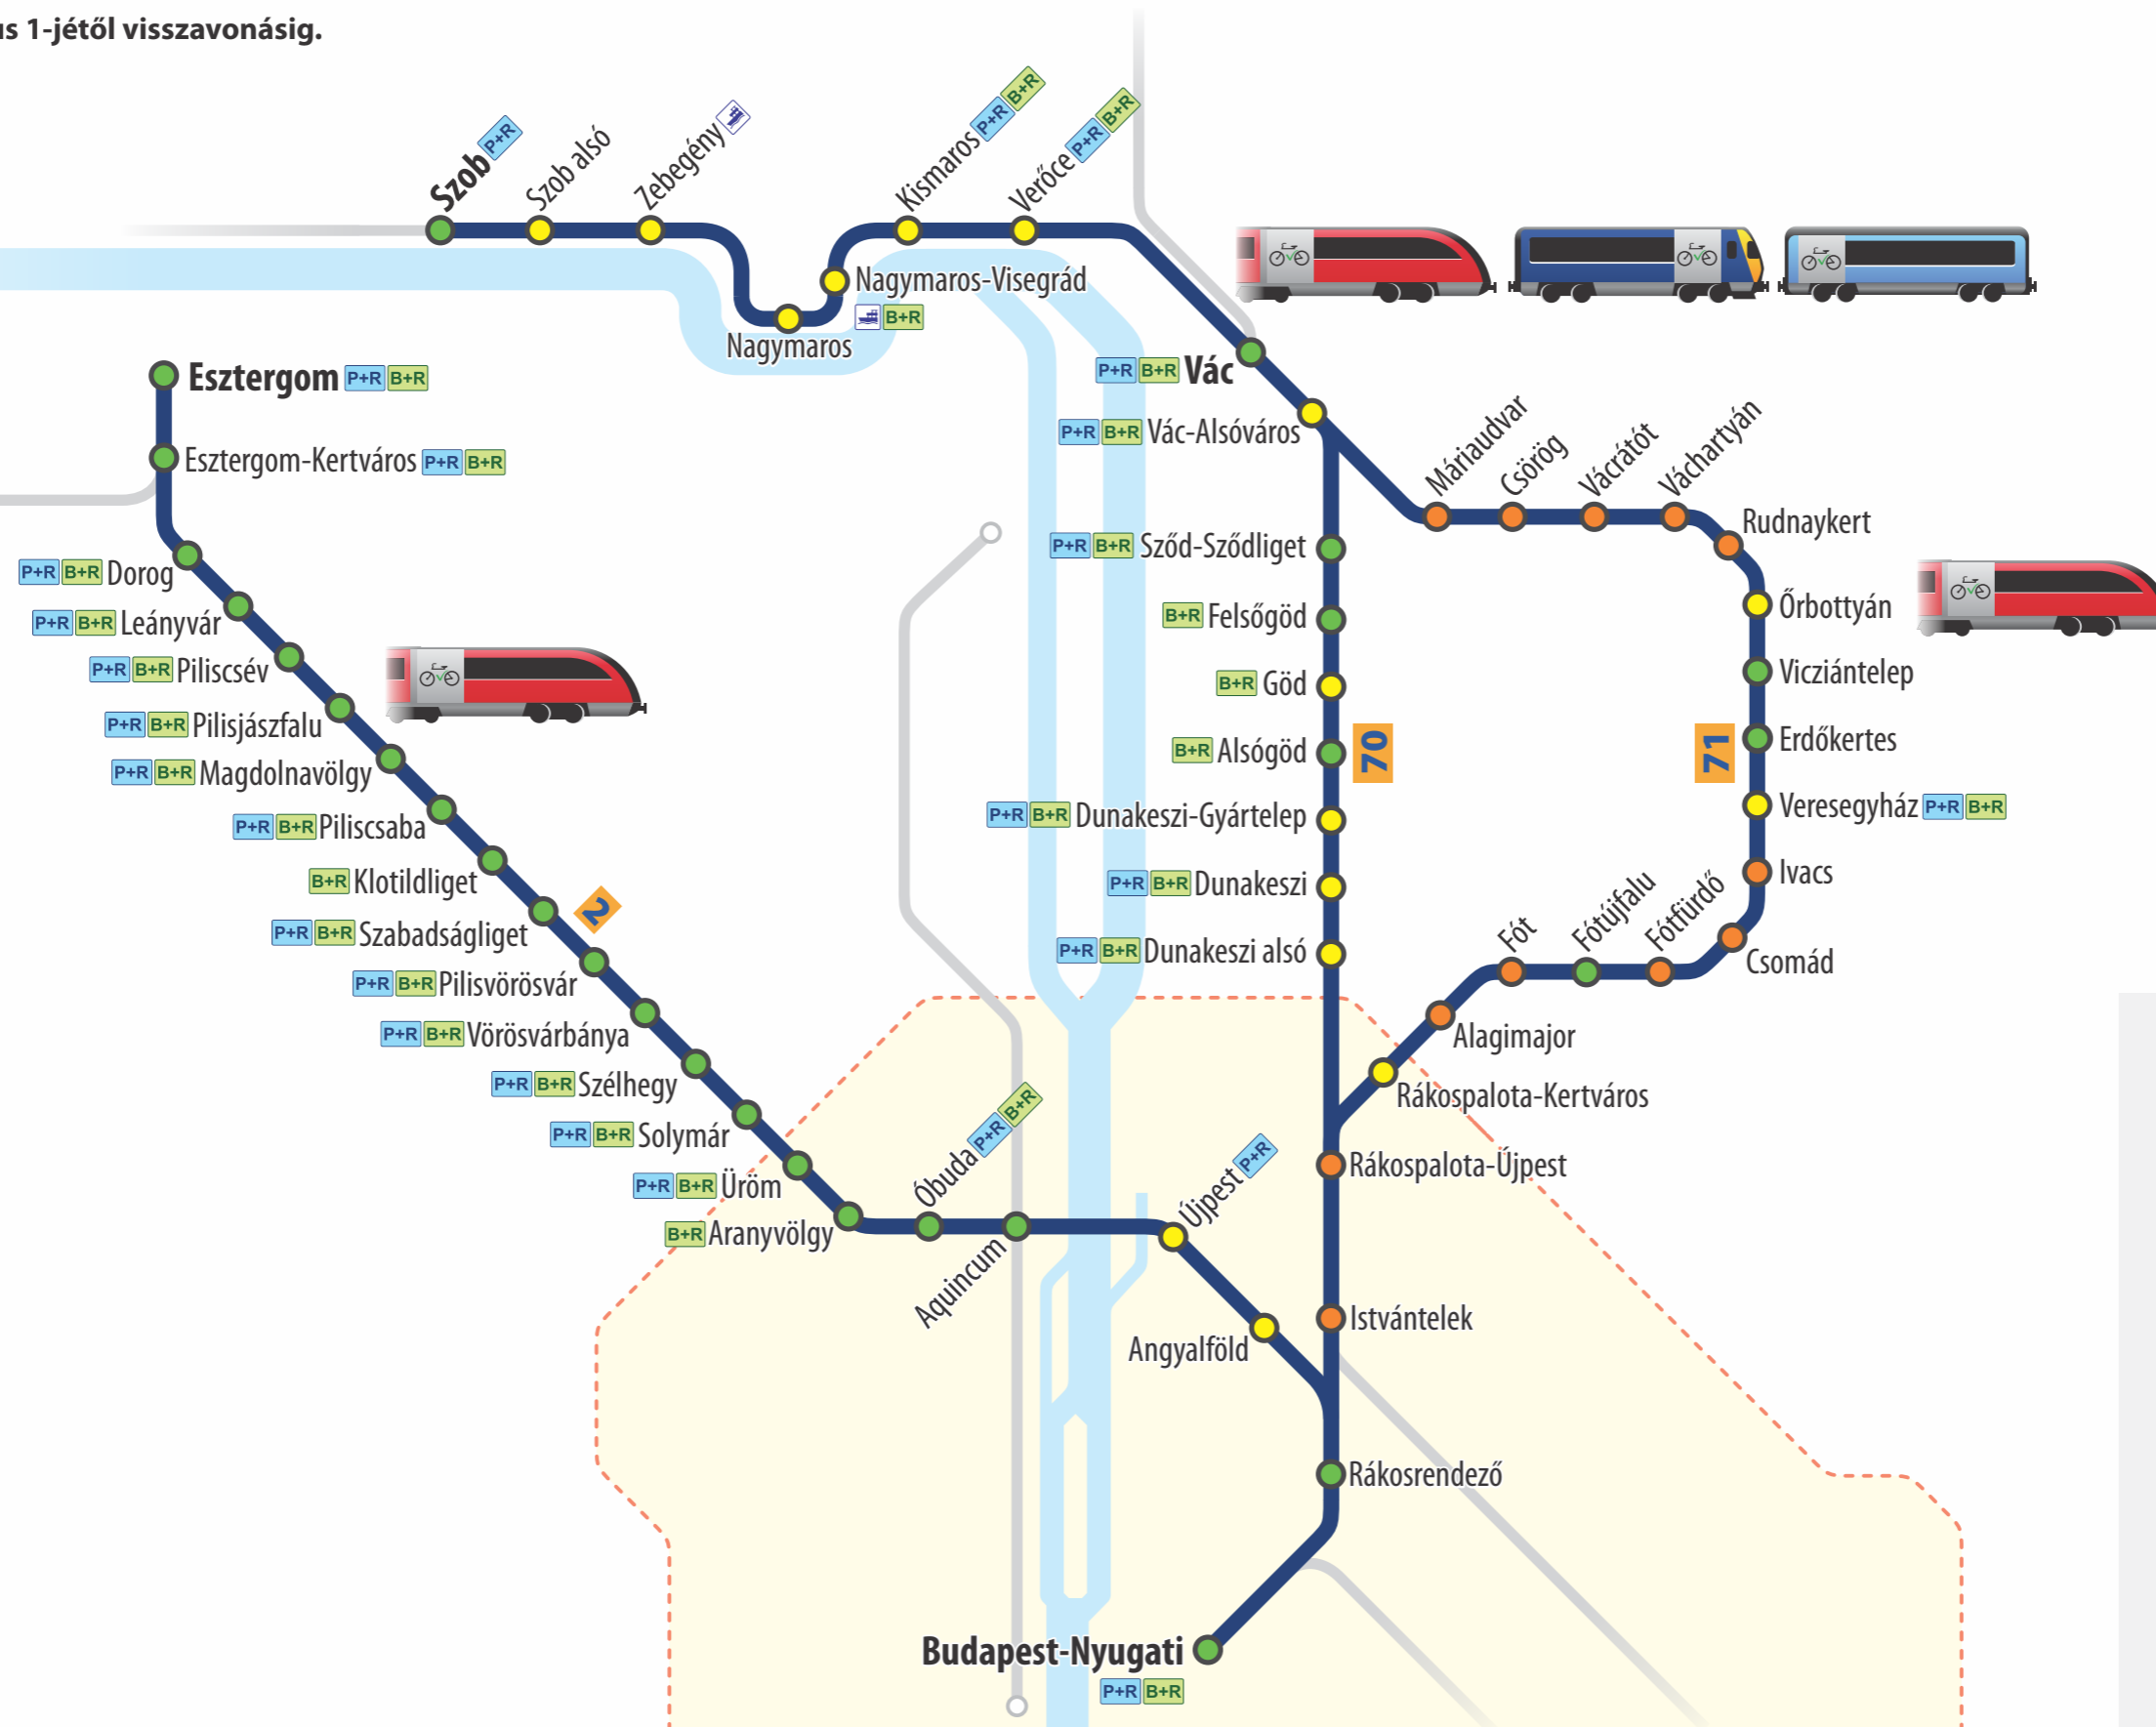 us 1-jétől visszavonásig.
Szob P+R
Szob alsó
Zebegény
Nagymaros
Nagymaros-Visegrád
B+R
Kismaros P+R B+R
Verőce P+R B+R
P+R B+R Vác
P+R B+R Vác-Alsóváros
Esztergom P+R B+R
Esztergom-Kertváros P+R B+R
P+R B+R Dorog
P+R B+R Leányvár
P+R B+R Piliscsév
P+R B+R Pilisjászfalu
P+R B+R Magdolnavölgy
P+R B+R Piliscsaba
B+R Klotildliget
2
P+R B+R Szabadságliget
P+R B+R Pilisvörösvár
P+R B+R Vörösvárbánya
P+R B+R Szélhegy
P+R B+R Solymár
P+R B+R Üröm
B+R Aranyvölgy
Óbuda P+R B+R
Aquincum
Újpest P+R
Angyalföld
P+R B+R Sződ-Sződliget
B+R Felsőgöd
B+R Göd
B+R Alsógöd
70
P+R B+R Dunakeszi-Gyártelep
P+R B+R Dunakeszi
P+R B+R Dunakeszi alsó
Máriaudvar
Csörög
Vácrátót
Váchartyán
Rudnaykert
Őrbottyán
Vicziántelep
Erdőkertes
71
Veresegyház P+R B+R
Ivacs
Csomád
Fótfürdő
Fótújfalu
Fót
Alagimajor
Rákospalota-Kertváros
Rákospalota-Újpest
Istvántelek
Rákosrendező
Budapest-Nyugati
P+R B+R